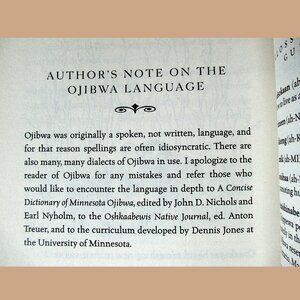 AUTHOR'S NOTE ON THE
OJIBWA LANGUAGE
Ojibwa was originally a spoken, not written, language, and
for that reason spellings are often idiosyncratic. There are
also many, many dialects of Ojibwa in use. I apologize to the
reader of Ojibwa for any mistakes and refer those who
would like to encounter the language in depth to A Concise
Dictionary of Minnesota Ojibwa, edited by John D. Nichols and
Earl Nyholm, to the Oshkaabewis Native Journal, ed. Anton
Treuer, and to the curriculum developed by Dennis Jones at
the University of Minnesota.